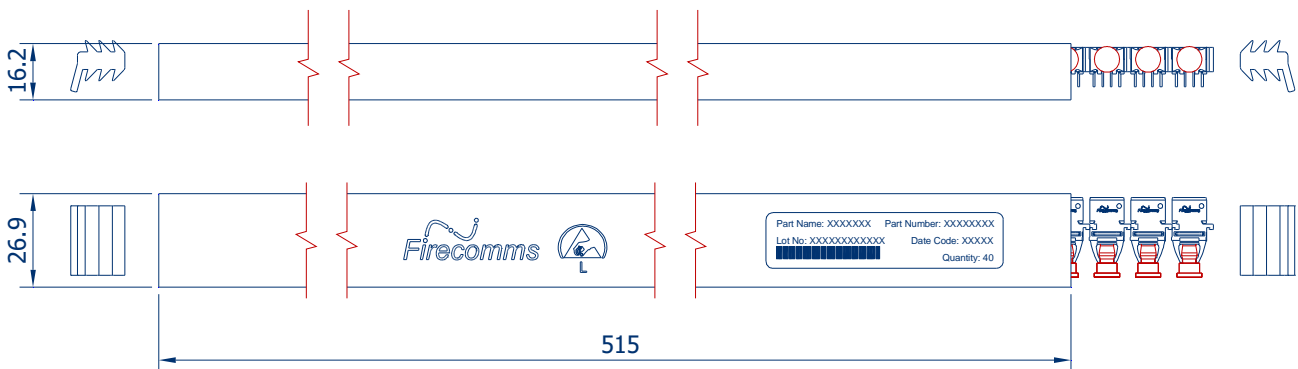 16.2
26.9
Firecomms
L
Part Name: XXXXXXX Part Number: XXXXXXXX
Lot No: XXXXXXXXXXXX Date Code: XXXXX
Quantity: 40
515